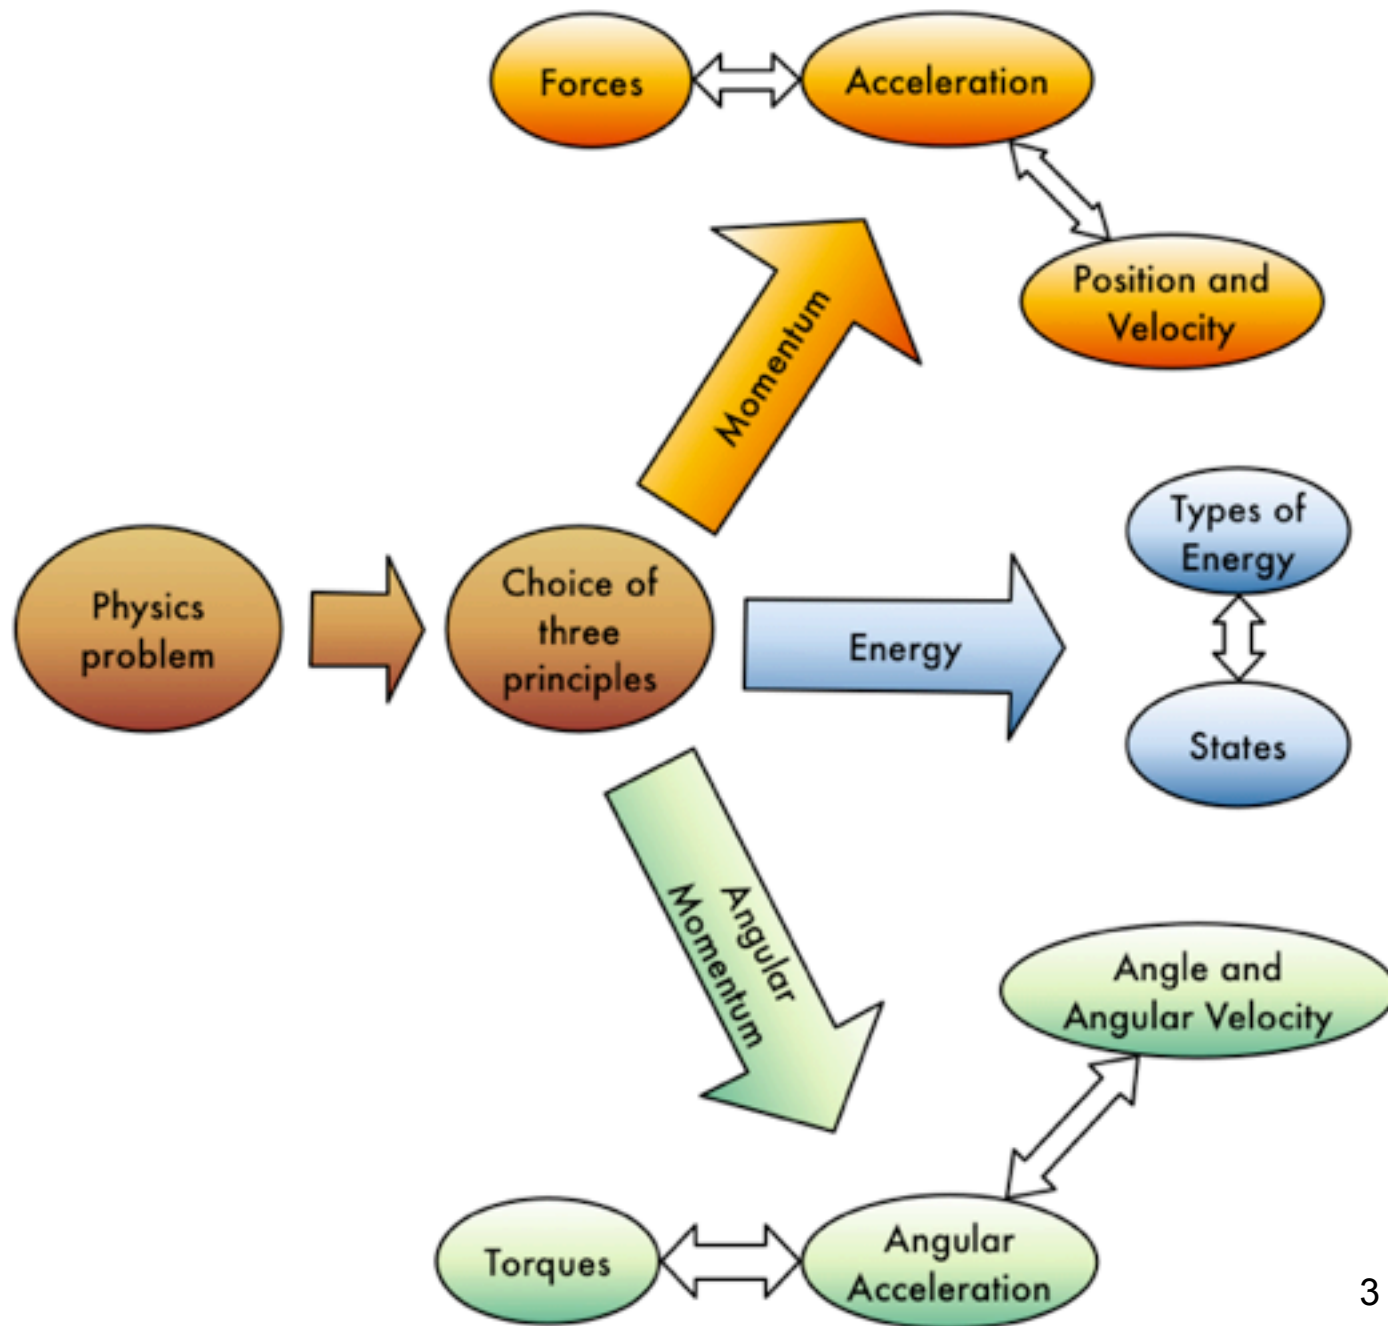 Forces
Acceleration
Position and
Velocity
Momentum
Physics
problem
Choice of
three
principles
Energy
Types of
Energy
States
Angular
Momentum
Angle and
Angular Velocity
Torques
Angular
Acceleration
3